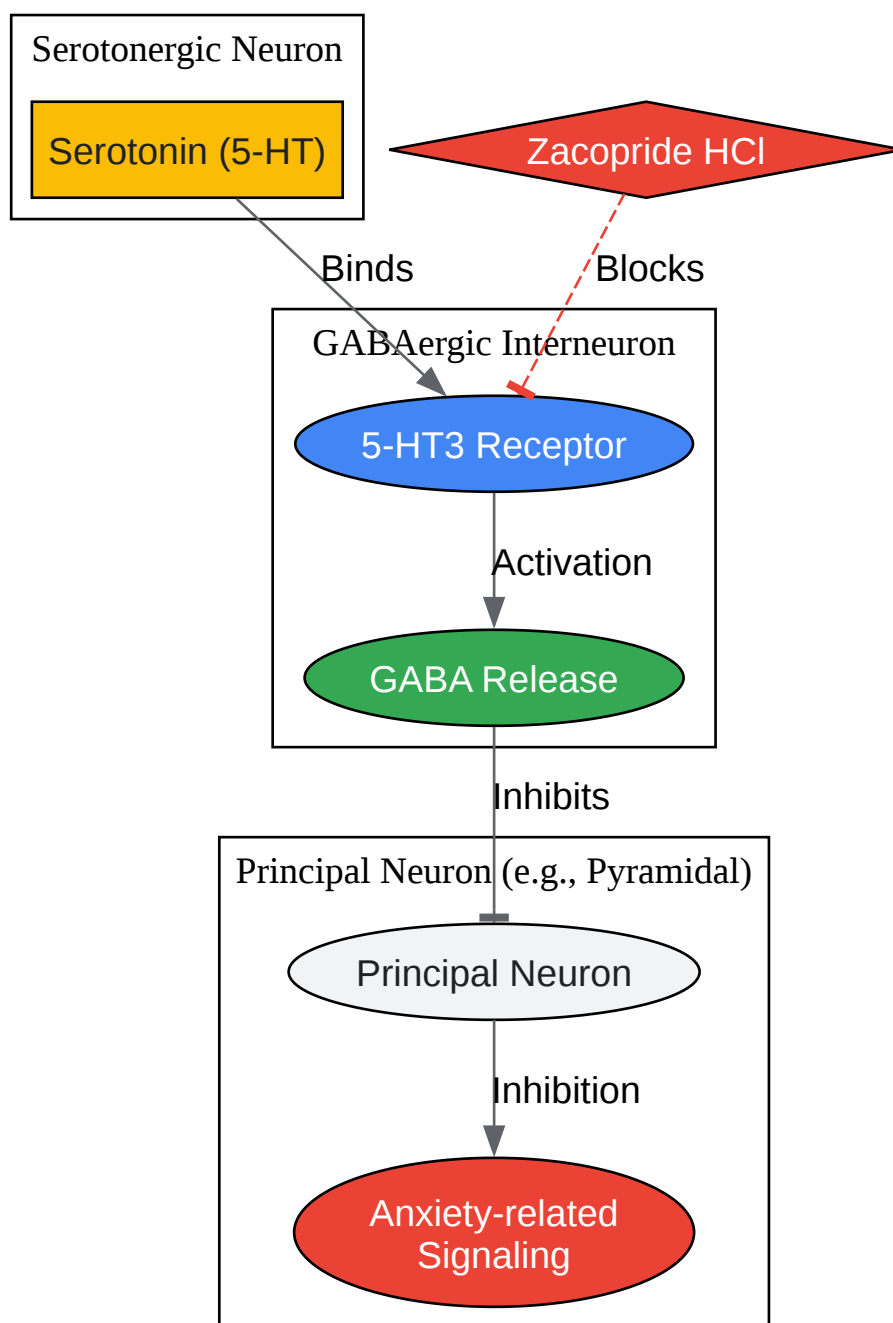 Serotonergic Neuron
Serotonin (5-HT)
Zacopride HCl
Binds
Blocks
GABAergic Interneuron
5-HT3 Receptor
Activation
GABA Release
Inhibits
Principal Neuron (e.g., Pyramidal)
Principal Neuron
Inhibition
Anxiety-related
Signaling